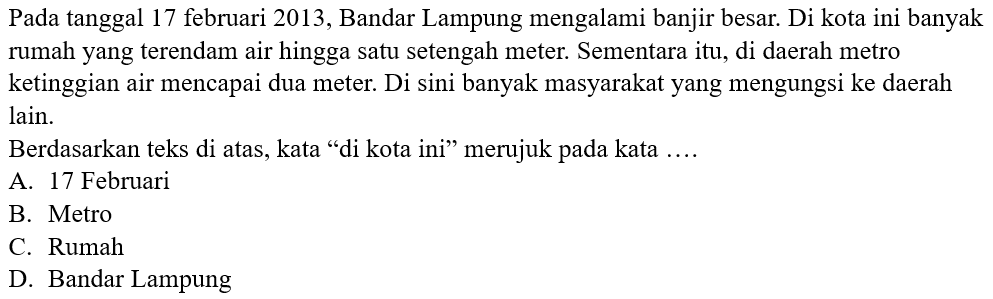 Pada tanggal 17 februari 2013, Bandar Lampung mengalami banjir besar. Di kota ini banyak
rumah yang terendam air hingga satu setengah meter. Sementara itu, di daerah metro
ketinggian air mencapai dua meter. Di sini banyak masyarakat yang mengungsi ke daerah
lain.
Berdasarkan teks di atas, kata “di kota ini” merujuk pada kata ….
A. 17 Februari
B. Metro
C. Rumah
D. Bandar Lampung